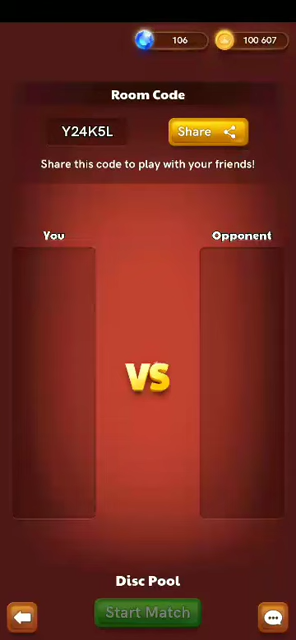 106
100 607
Room Code
Y24K5L
Share
Share this code to play with your friends!
You
Opponent
VS
Disc Pool
Start Match